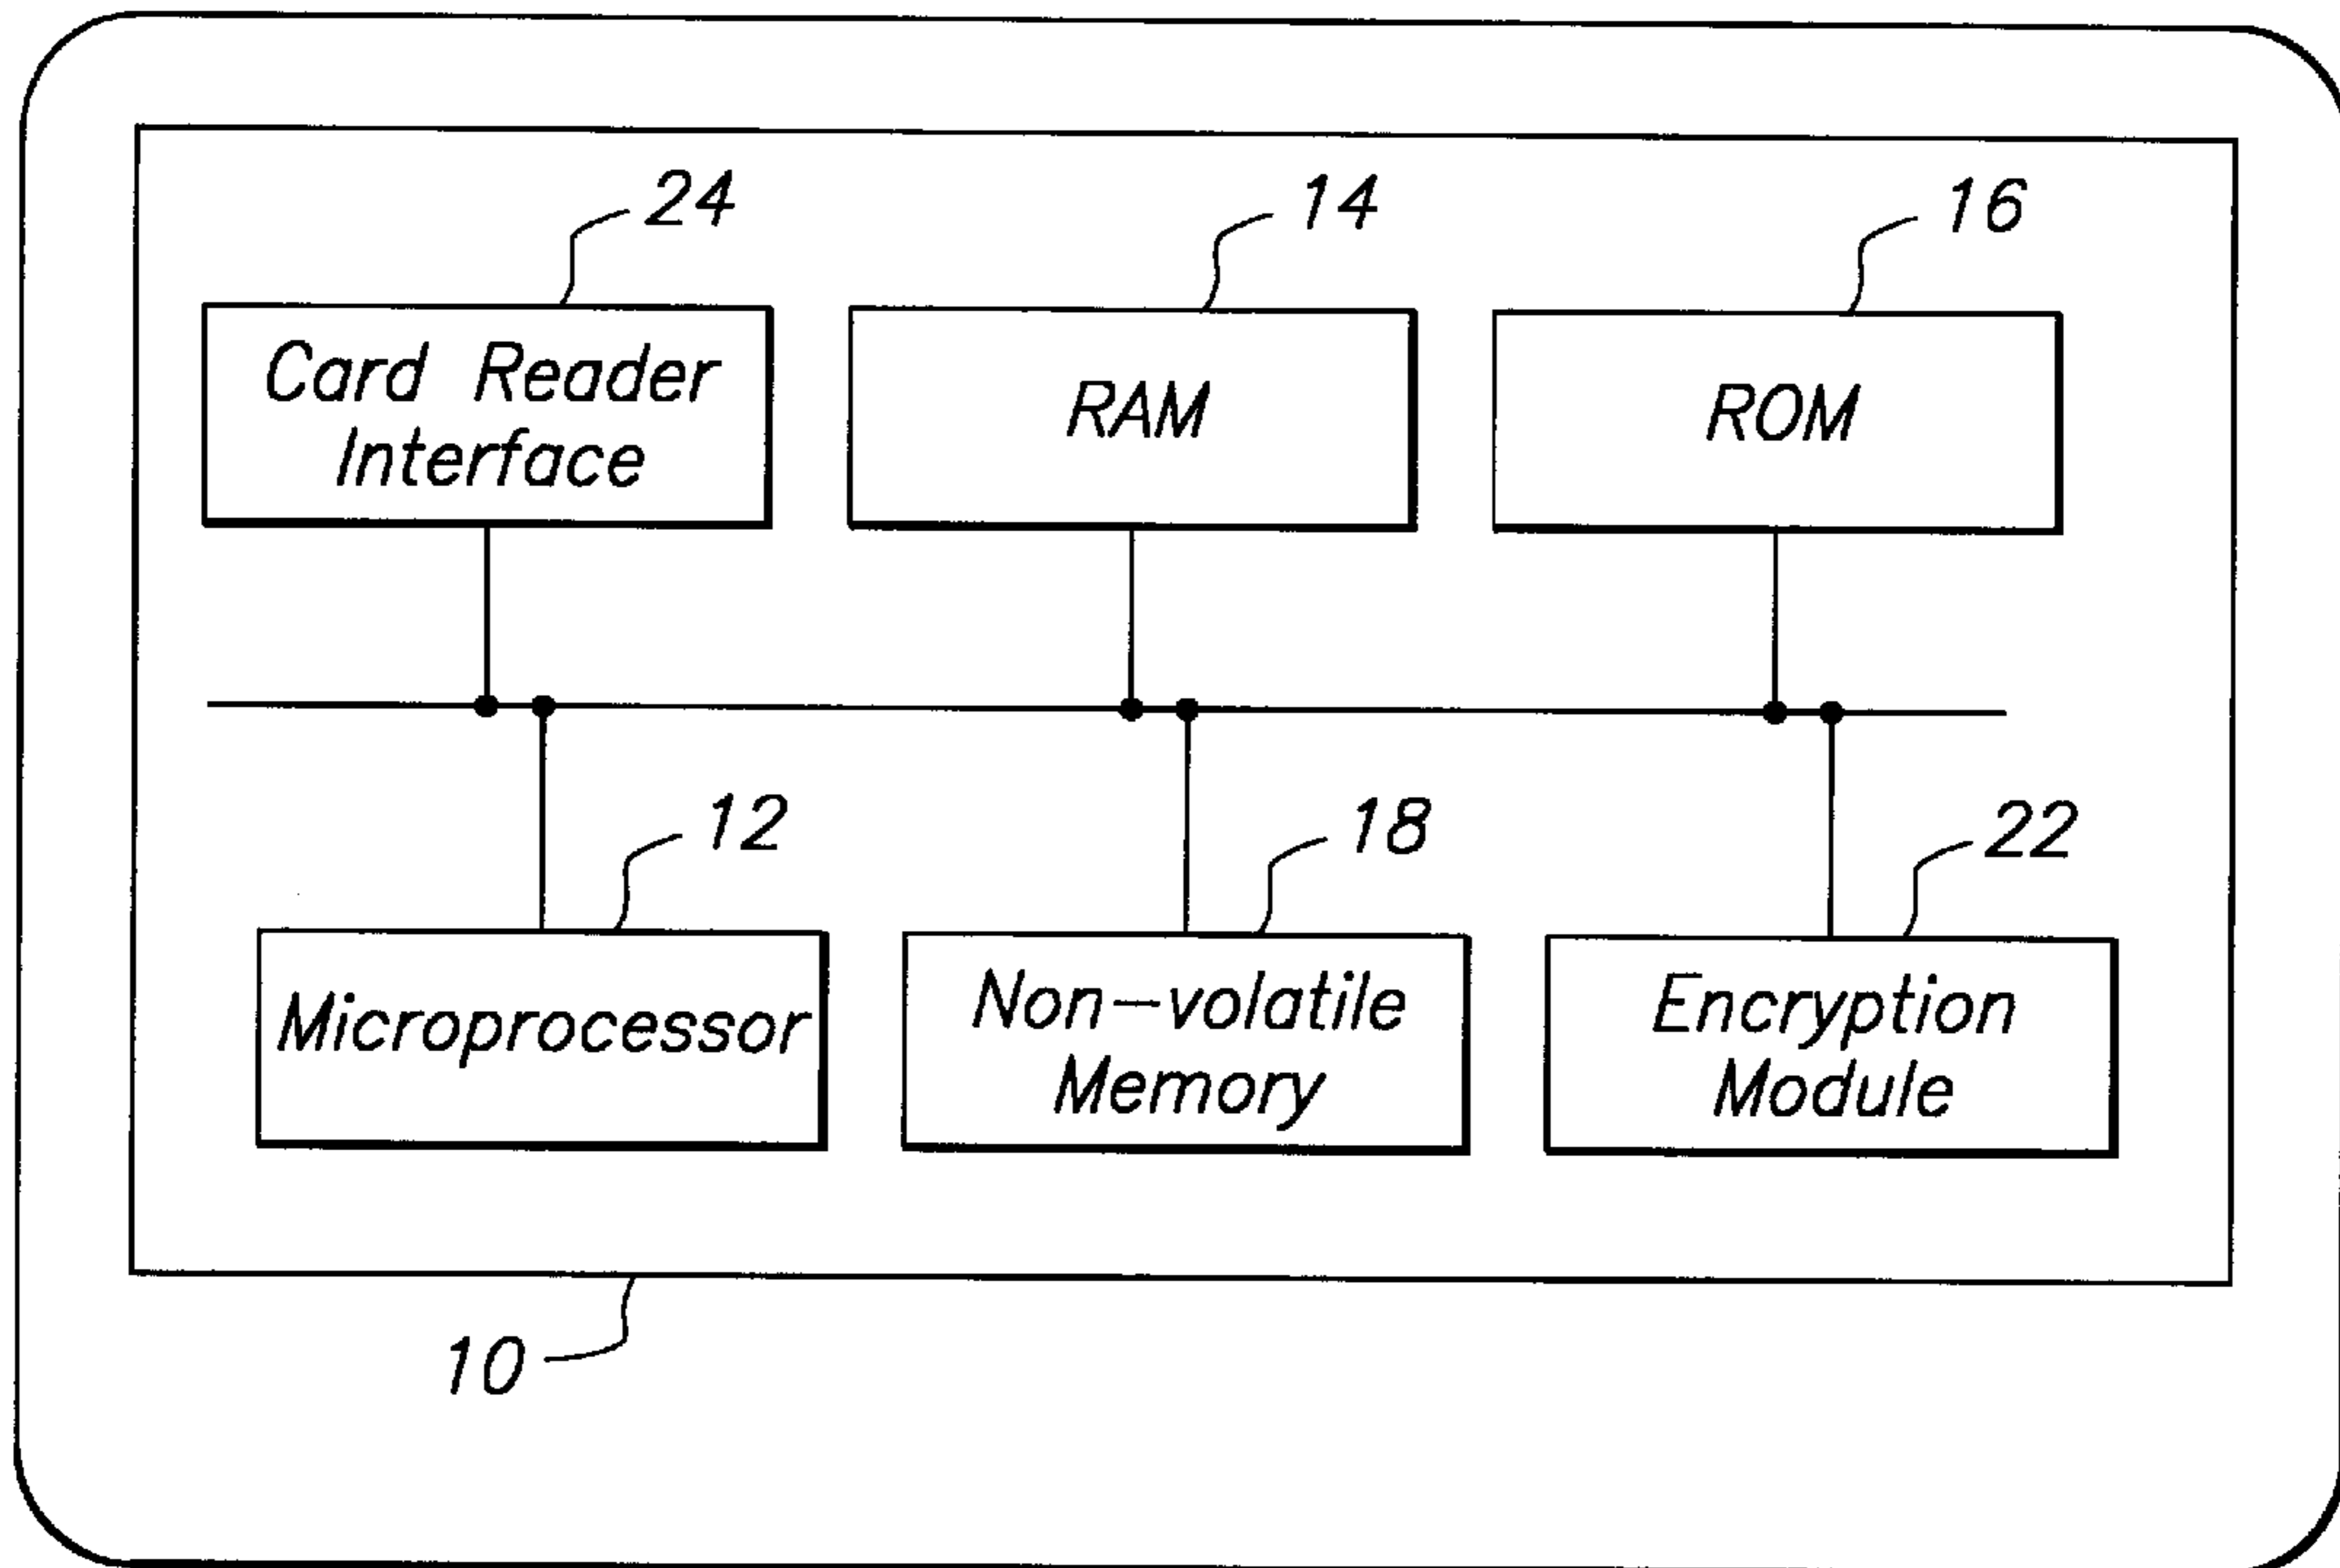 24
14
16
Card Reader
Interface
RAM
ROM
12
18
22
Microprocessor
Non-volatile
Memory
Encryption
Module
10